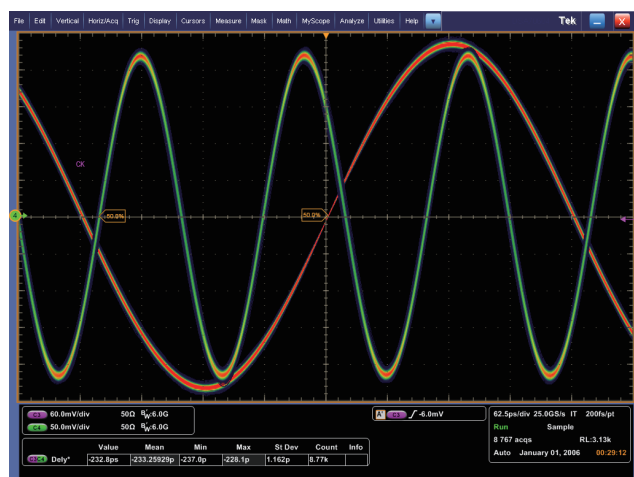 File Edit Vertical Horiz/Acq Trig Display Cursors Measure Mask Math MyScope Analyze Utilities Help Tek X
CK
4 50.0% 50.0%
C3 60.0mV/div 50Ω BW:6.0G
C4 50.0mV/div 50Ω BW:6.0G
A' C3 -6.0mV
62.5ps/div 25.0GS/s IT 200fs/pt
Run Sample
8 767 acqs RL:3.13k
Auto January 01, 2006 00:29:12
Value Mean Min Max St Dev Count Info
C3C4 Dely* -232.8ps -233.25929p -237.0p -228.1p 1.162p 8.77k